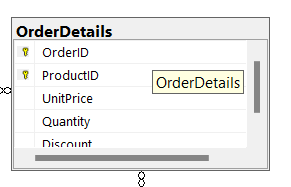 OrderDetails
OrderID
ProductID
OrderDetails
UnitPrice
Quantity
Discount